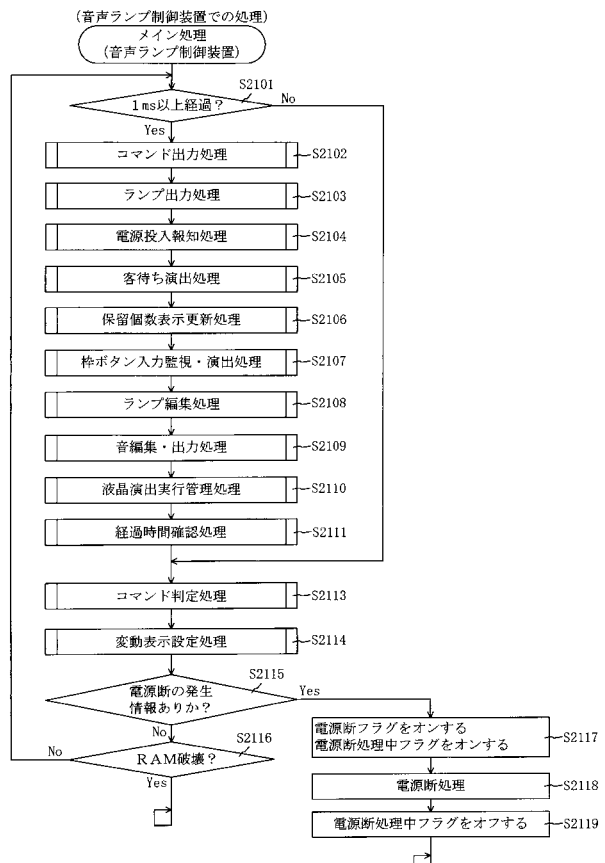 (音声ランプ制御装置での処理)
メイン処理
(音声ランプ制御装置)
S2101
1ms以上経過?
No
Yes
コマンド出力処理
S2102
ランプ出力処理
S2103
電源投入報知処理
S2104
客待ち演出処理
S2105
保留個数表示更新処理
S2106
枠ボタン入力監視・演出処理
S2107
ランプ編集処理
S2108
音編集・出力処理
S2109
液晶演出実行管理処理
S2110
経過時間確認処理
S2111
コマンド判定処理
S2113
変動表示設定処理
S2114
S2115
電源断の発生
情報ありか?
Yes
No
S2116
No
RAM破壊?
Yes
電源断フラグをオンする
電源断処理中フラグをオンする
S2117
電源断処理
S2118
電源断処理中フラグをオフする
S2119